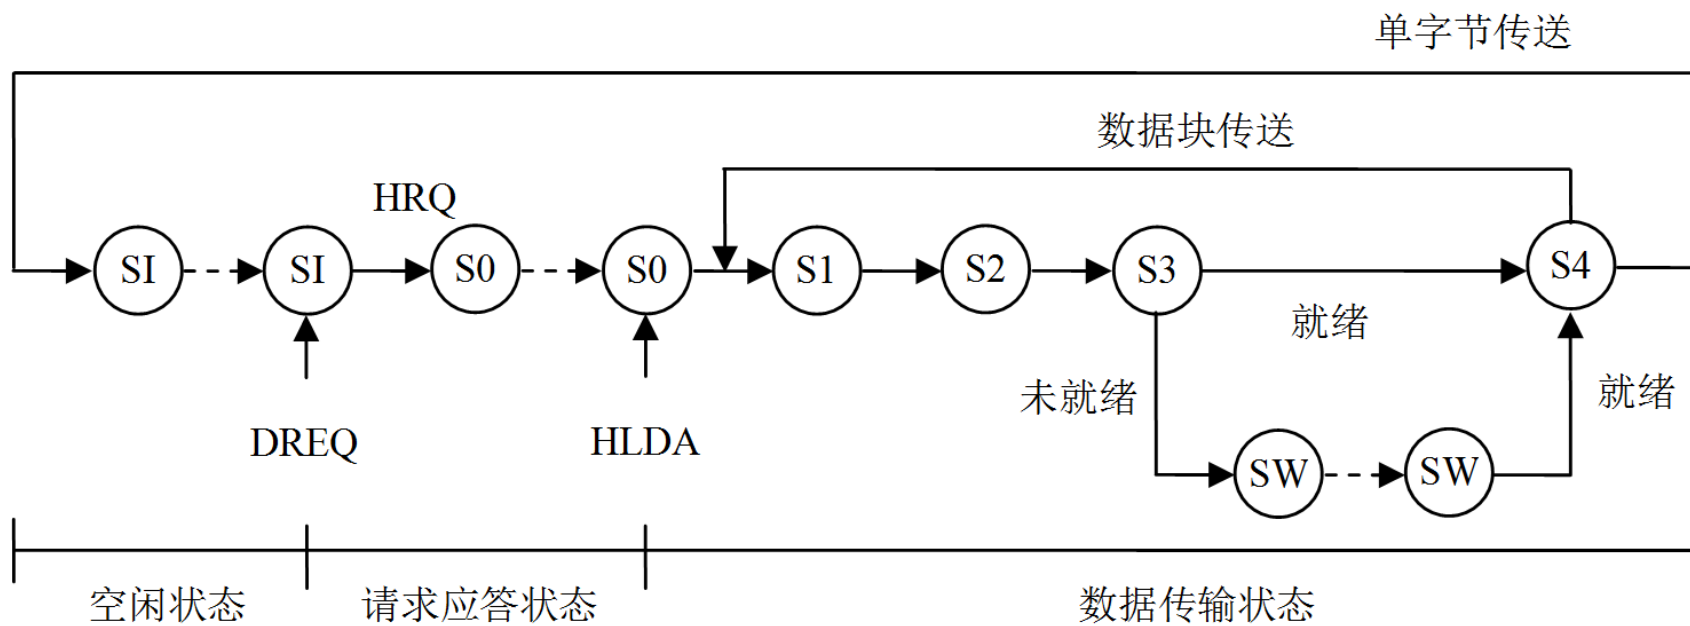 单字节传送
数据块传送
HRQ
SI
SI
S0
S0
S1
S2
S3
S4
就绪
未就绪
就绪
DREQ
HLDA
SW
SW
空闲状态
请求应答状态
数据传输状态